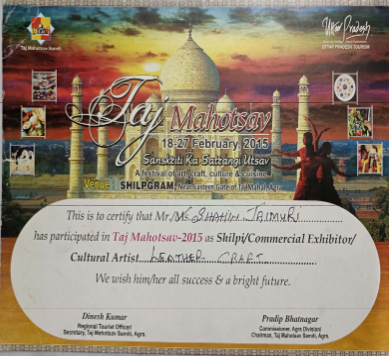 Taj Mahotsav Samiti
Uttar Pradesh
UTTAR PRADESH TOURISM
Taj Mahotsav
18-27 February, 2015
Sanskriti Ka Satrangi Utsav
A festival of art, craft, culture & cuisine
Venue SHILPGRAM, Near Eastern Gate of Taj Mahal, Agra
This is to certify that Mr./Ms. SHAHIN JAIMURI
has participated in Taj Mahotsav-2015 as Shilpi/Commercial Exhibitor/
Cultural Artist LEATHER CRAFT
We wish him/her all success & a bright future.
Dinesh Kumar
Regional Tourist Officer/
Secretary, Taj Mahotsav Samiti, Agra.
Pradip Bhatnagar
Commissioner, Agra Division/
Chairman, Taj Mahotsav Samiti, Agra.